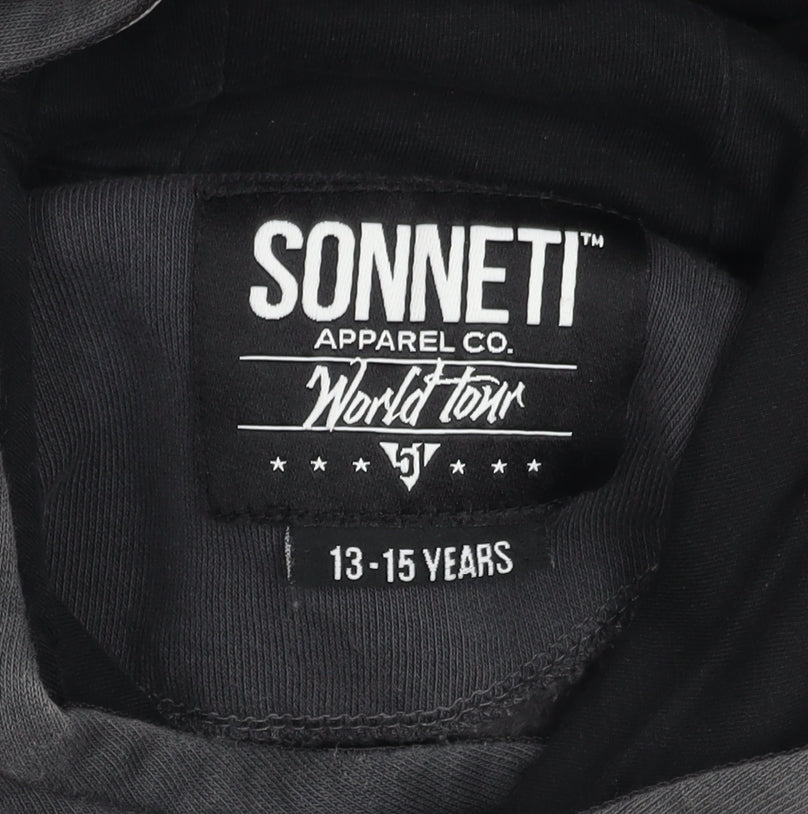 SONNETI™
APPAREL CO.
World Tour
13-15 YEARS